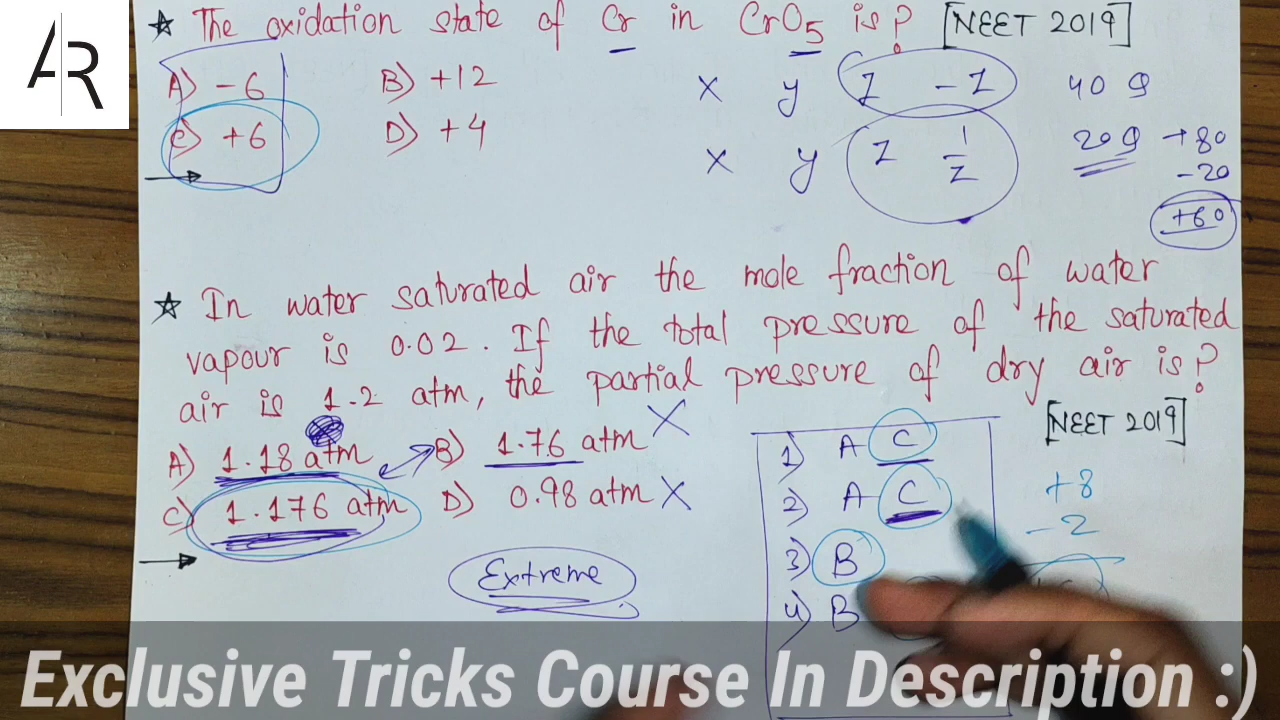 AR
☆ The oxidation state of Cr in CrO5 is? [NEET 2019]
A) -6 B) +12
C) +6 D) +4
X y Z -Z 40 Q
X y Z 1/Z 20Q → 80
-20
+60
☆ In water saturated air the mole fraction of water
vapour is 0.02. If the total pressure of the saturated
air is 1.2 atm, the partial pressure of dry air is?
[NEET 2019]
A) 1.18 atm B) 1.76 atm X
C) 1.176 atm D) 0.98 atm X
Extreme
1) A C
2) A C
3) B
4) B
+8
-2
Exclusive Tricks Course In Description :)